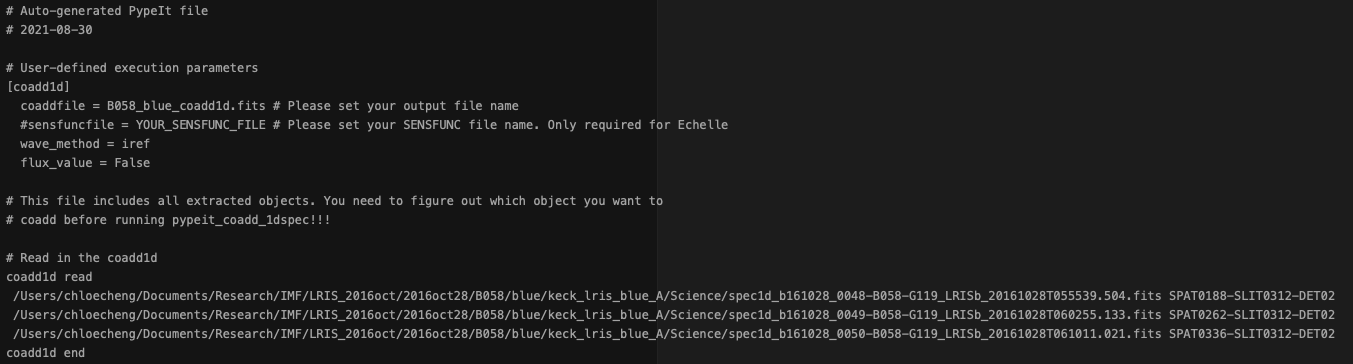 # Auto-generated PypeIt file
# 2021-08-30
# User-defined execution parameters
[coadd1d]
coaddfile = B058_blue_coadd1d.fits # Please set your output file name
#sensfuncfile = YOUR_SENSFUNC_FILE # Please set your SENSFUNC file name. Only required for Echelle
wave_method = iref
flux_value = False
# This file includes all extracted objects. You need to figure out which object you want to
# coadd before running pypeit_coadd_1dspec!!!
# Read in the coadd1d
coadd1d read
/Users/chloecheng/Documents/Research/IMF/LRIS_2016oct/2016oct28/B058/blue/keck_lris_blue_A/Science/spec1d_b161028_0048-B058-G119_LRISb_20161028T055539.504.fits SPAT0188-SLIT0312-DET02
/Users/chloecheng/Documents/Research/IMF/LRIS_2016oct/2016oct28/B058/blue/keck_lris_blue_A/Science/spec1d_b161028_0049-B058-G119_LRISb_20161028T060255.133.fits SPAT0262-SLIT0312-DET02
/Users/chloecheng/Documents/Research/IMF/LRIS_2016oct/2016oct28/B058/blue/keck_lris_blue_A/Science/spec1d_b161028_0050-B058-G119_LRISb_20161028T061011.021.fits SPAT0336-SLIT0312-DET02
coadd1d end